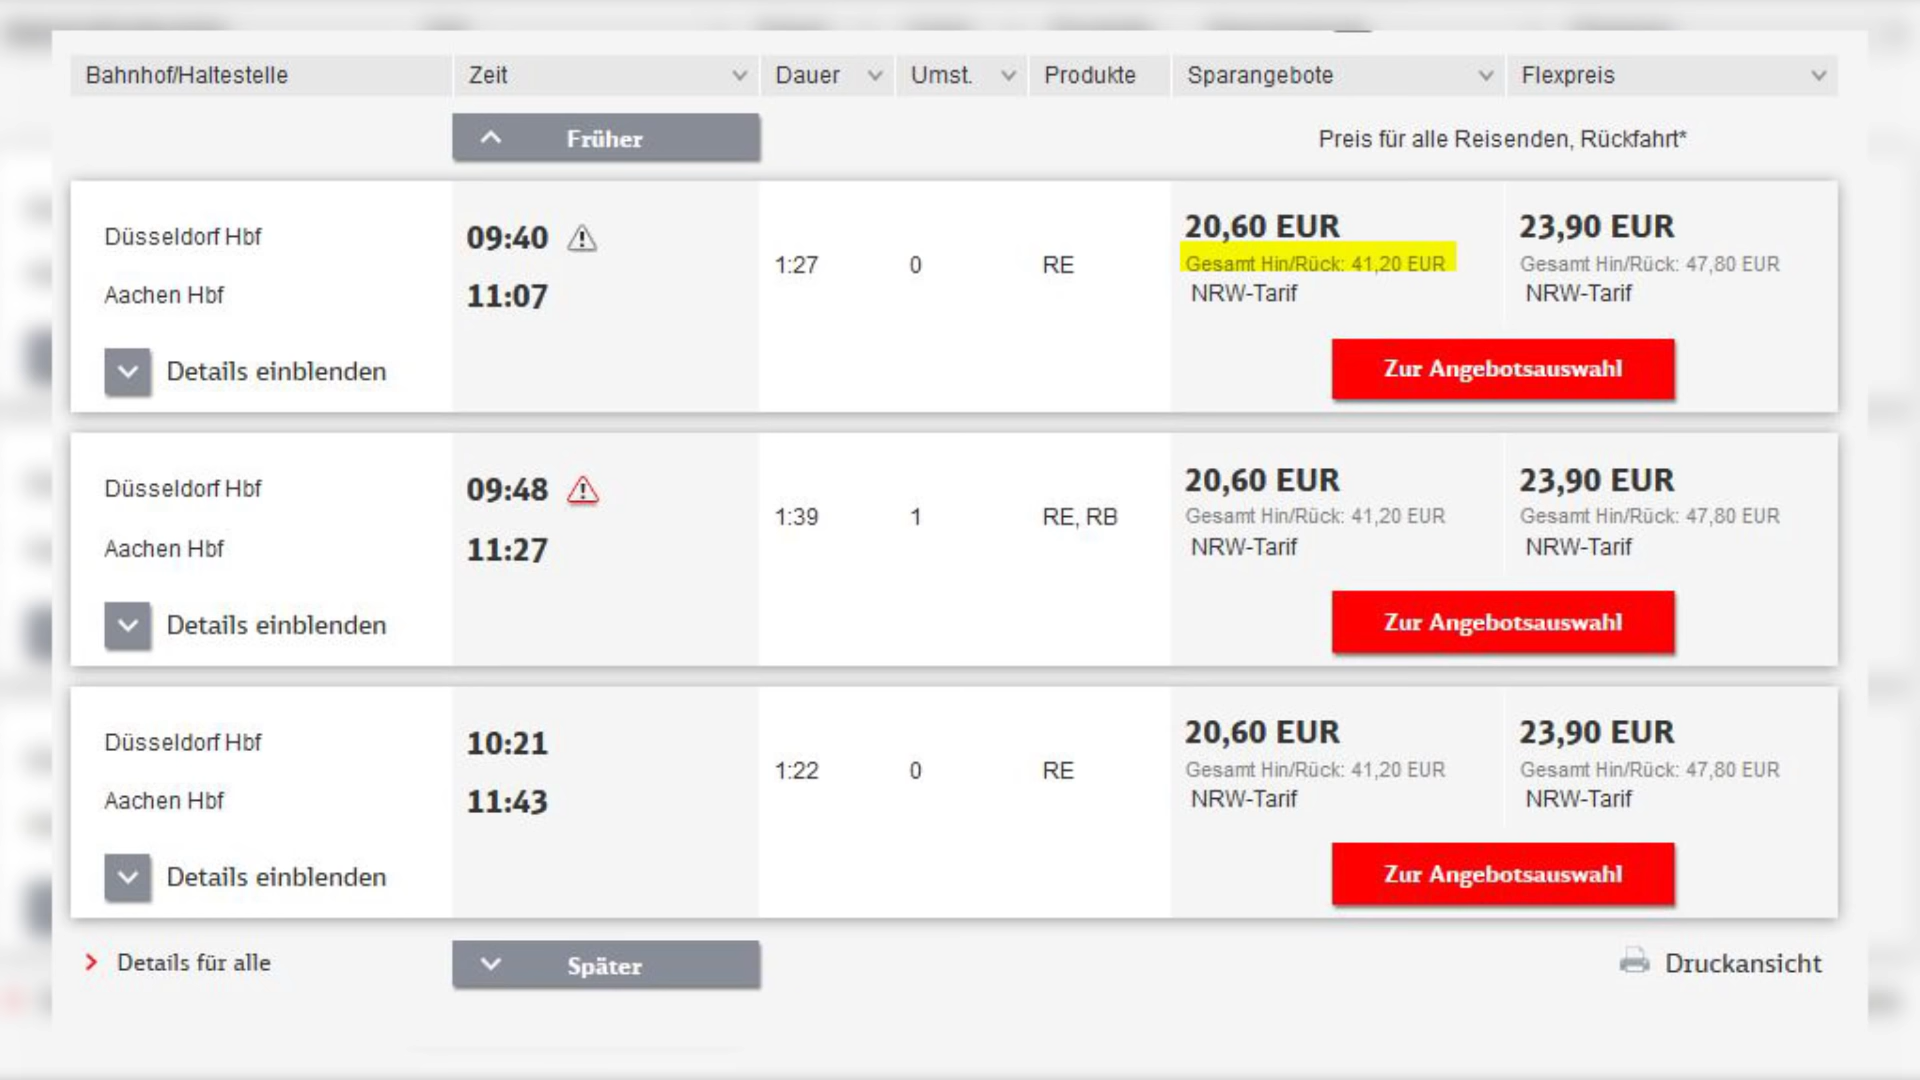 Bahnhof/Haltestelle Zeit Dauer Umst. Produkte Sparangebote Flexpreis
Früher Preis für alle Reisenden, Rückfahrt*
Düsseldorf Hbf 09:40 20,60 EUR 23,90 EUR
1:27 0 RE Gesamt Hin/Rück: 41,20 EUR Gesamt Hin/Rück: 47,80 EUR
Aachen Hbf 11:07 NRW-Tarif NRW-Tarif
Details einblenden Zur Angebotsauswahl
Düsseldorf Hbf 09:48 20,60 EUR 23,90 EUR
1:39 1 RE, RB Gesamt Hin/Rück: 41,20 EUR Gesamt Hin/Rück: 47,80 EUR
Aachen Hbf 11:27 NRW-Tarif NRW-Tarif
Details einblenden Zur Angebotsauswahl
Düsseldorf Hbf 10:21 20,60 EUR 23,90 EUR
1:22 0 RE Gesamt Hin/Rück: 41,20 EUR Gesamt Hin/Rück: 47,80 EUR
Aachen Hbf 11:43 NRW-Tarif NRW-Tarif
Details einblenden Zur Angebotsauswahl
Details für alle Später Druckansicht